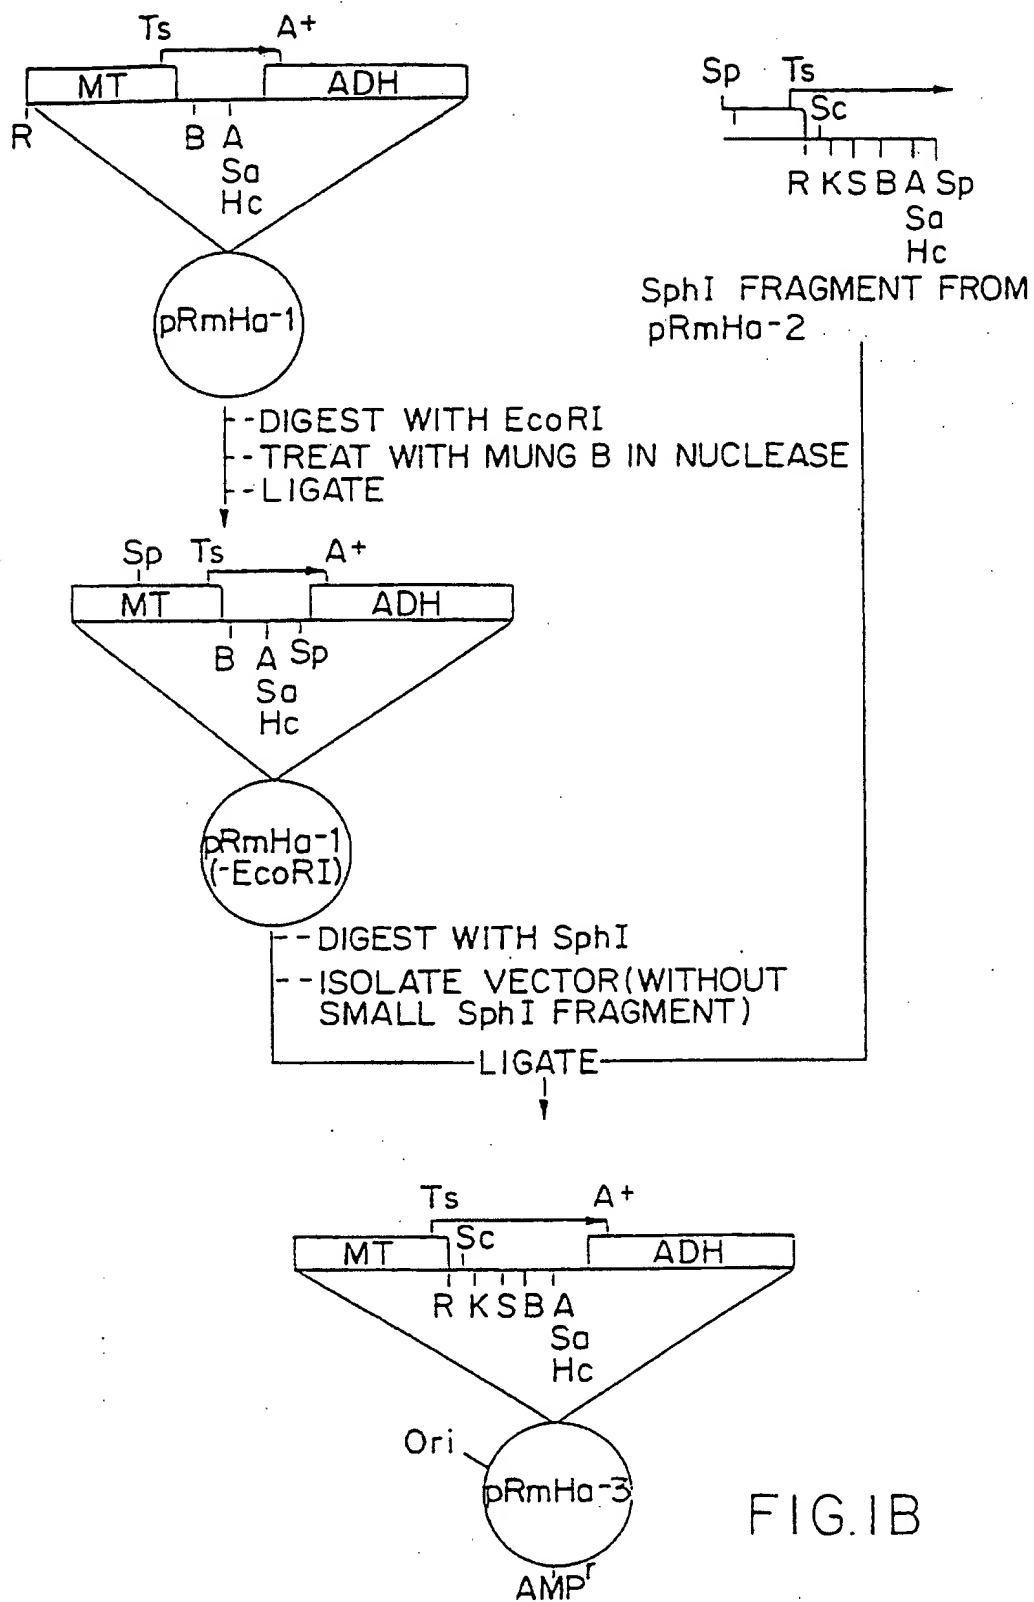 Ts A+
MT ADH
R B A
Sa
Hc
pRmHa-1
Sp Ts
Sc
R K S B A Sp
Sa
Hc
SphI FRAGMENT FROM
pRmHa-2
--DIGEST WITH EcoRI
--TREAT WITH MUNG B IN NUCLEASE
--LIGATE
Sp Ts A+
MT ADH
B A Sp
Sa
Hc
pRmHa-1
(-EcoRI)
--DIGEST WITH SphI
--ISOLATE VECTOR(WITHOUT
SMALL SphI FRAGMENT)
LIGATE
Ts A+
Sc
MT ADH
R K S B A
Sa
Hc
Ori
pRmHa-3
AMPr
FIG.1B